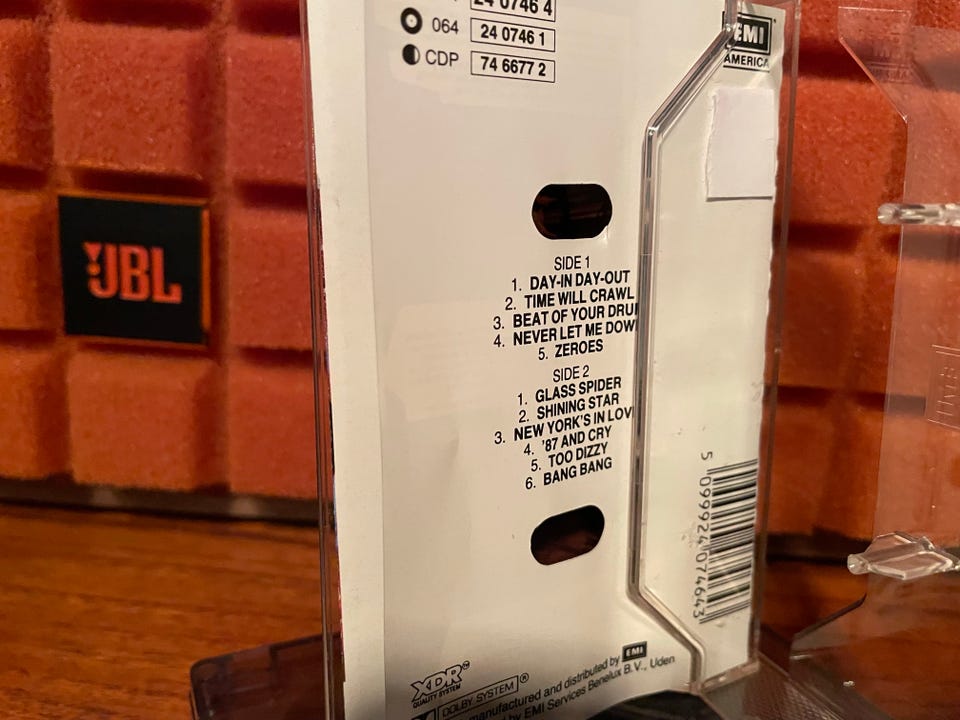 24 0746 4
064 24 0746 1
CDP 74 6677 2
EMI
AMERICA
JBL
SIDE 1
1. DAY-IN DAY-OUT
2. TIME WILL CRAWL
3. BEAT OF YOUR DRU
4. NEVER LET ME DOW
5. ZEROES
SIDE 2
1. GLASS SPIDER
2. SHINING STAR
3. NEW YORK'S IN LOV
4. '87 AND CRY
5. TOO DIZZY
6. BANG BANG
5 099924 074643
XDR™
QUALITY SYSTEM
DOLBY SYSTEM®
manufactured and distributed by EMI
by EMI Services Benelux B.V., Uden